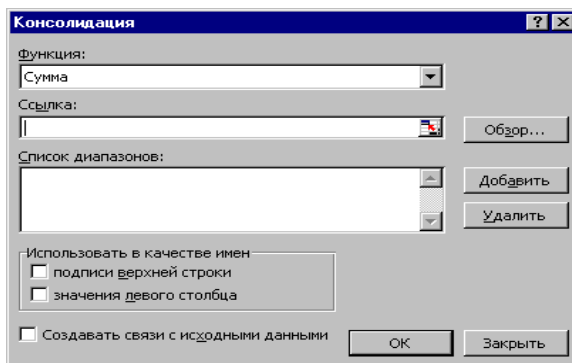 Консолидация
Функция:
Сумма
Ссылка:
Обзор...
Список диапазонов:
Добавить
Удалить
Использовать в качестве имен
подписи верхней строки
значения левого столбца
Создавать связи с исходными данными
ОК
Закрыть